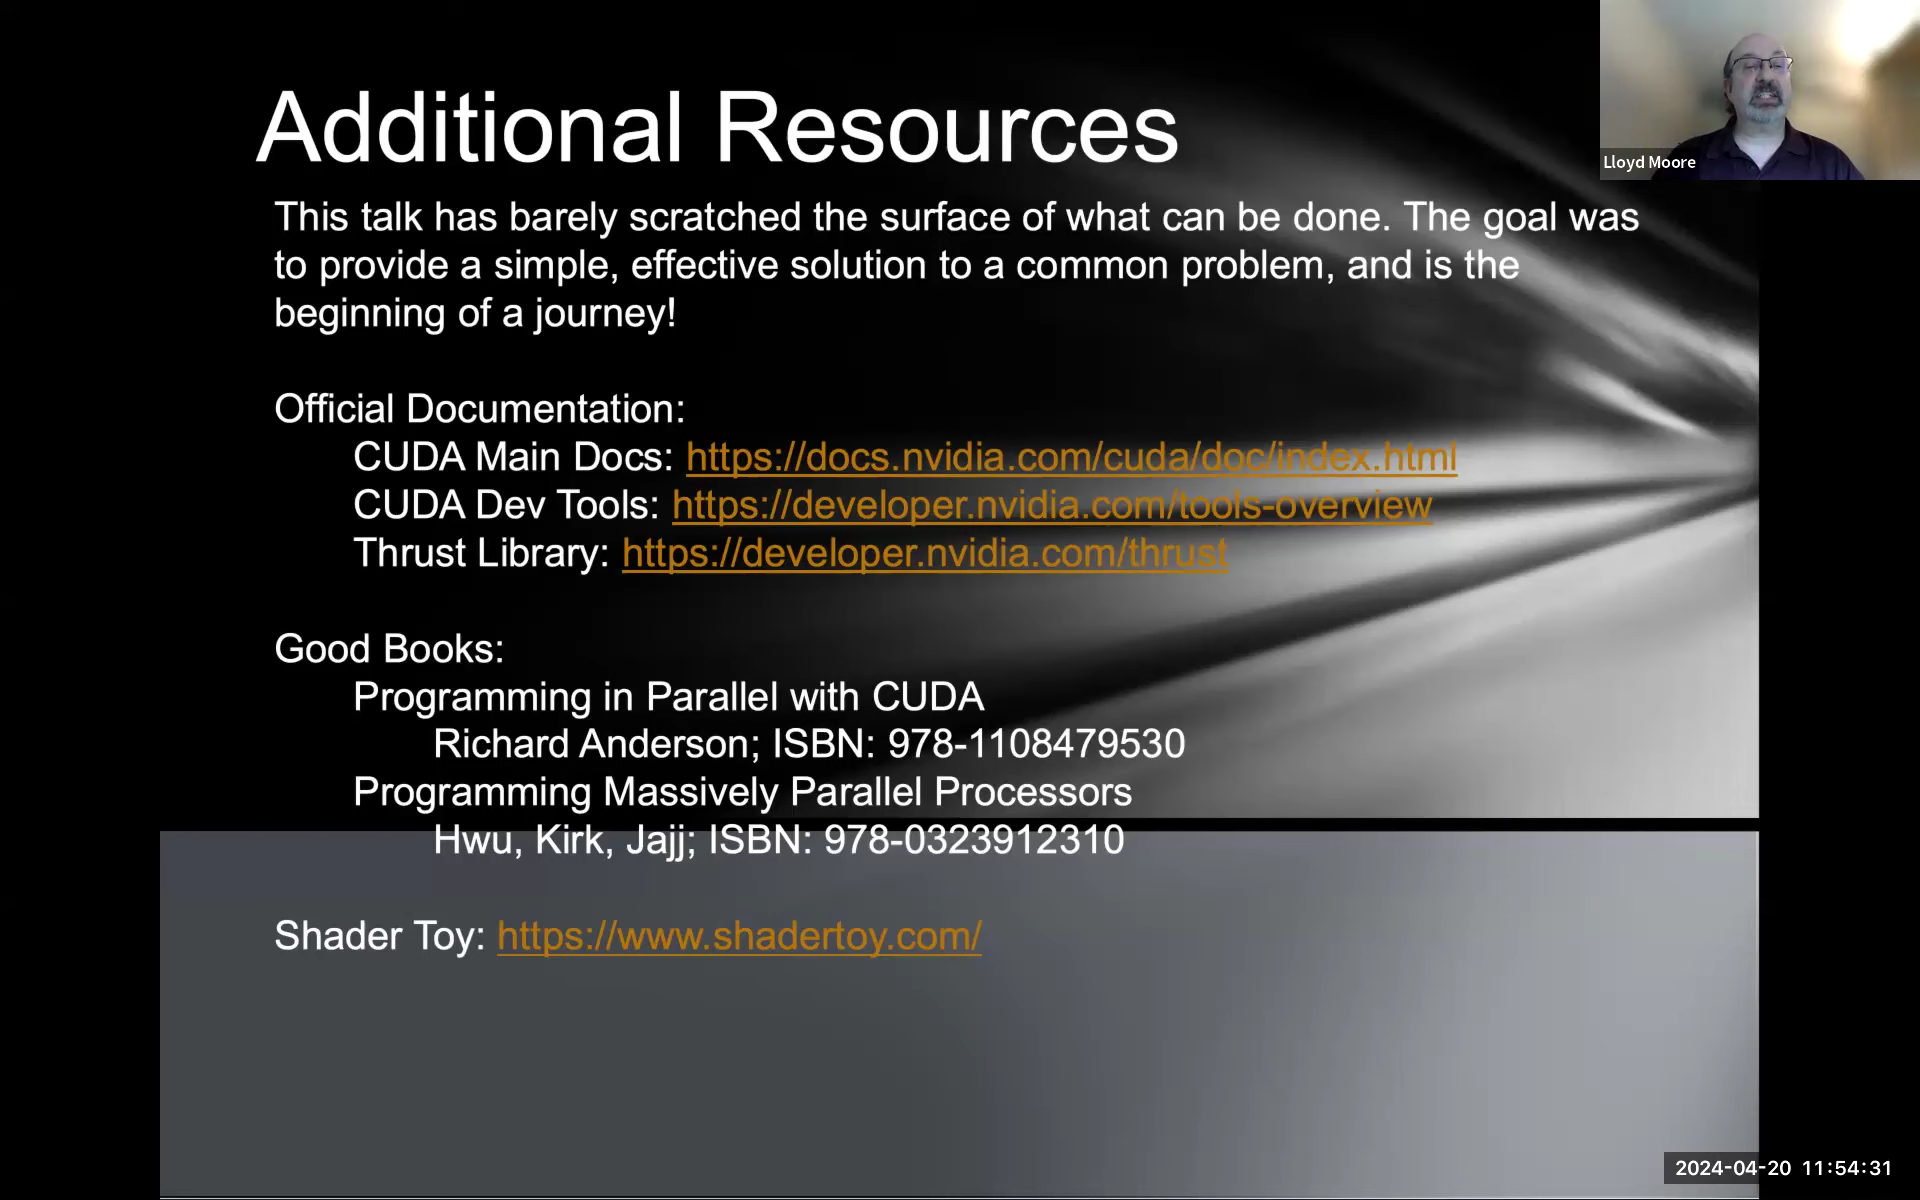 Additional Resources
Lloyd Moore
This talk has barely scratched the surface of what can be done. The goal was
to provide a simple, effective solution to a common problem, and is the
beginning of a journey!
Official Documentation:
CUDA Main Docs: https://docs.nvidia.com/cuda/doc/index.html
CUDA Dev Tools: https://developer.nvidia.com/tools-overview
Thrust Library: https://developer.nvidia.com/thrust
Good Books:
Programming in Parallel with CUDA
Richard Anderson; ISBN: 978-1108479530
Programming Massively Parallel Processors
Hwu, Kirk, Jajj; ISBN: 978-0323912310
Shader Toy: https://www.shadertoy.com/
2024-04-20 11:54:31